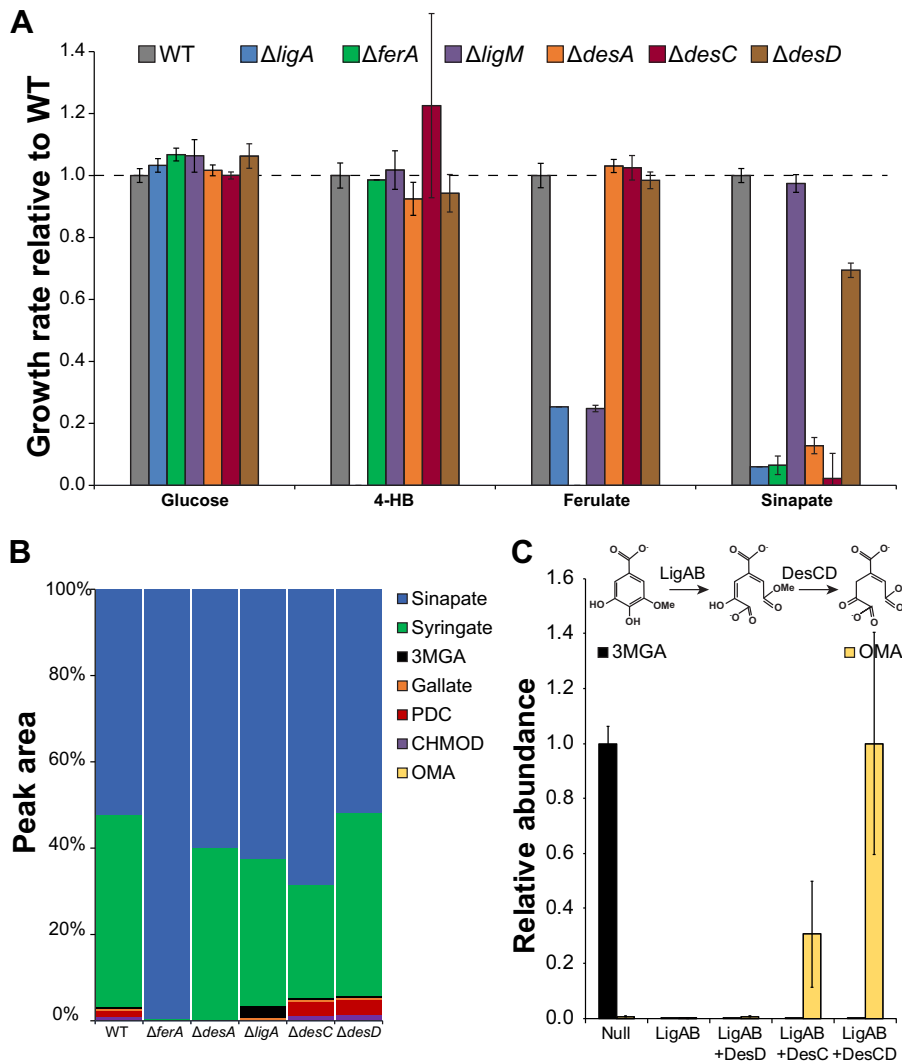 A
WT ΔligA ΔferA ΔligM ΔdesA ΔdesC ΔdesD
Growth rate relative to WT
1.4
1.2
1.0
0.8
0.6
0.4
0.2
0.0
Glucose 4-HB Ferulate Sinapate
B
Peak area
100%
80%
60%
40%
20%
0%
WT ΔferA ΔdesA ΔligA ΔdesC ΔdesD
Sinapate
Syringate
3MGA
Gallate
PDC
CHMOD
OMA
C
Relative abundance
1.6
1.4
1.2
1.0
0.8
0.6
0.4
0.2
0.0
LigAB DesCD
O O-
HO OMe
OH
O O-
OMe
HO O
-O O
O O-
O
O
-O O
3MGA OMA
Null LigAB LigAB LigAB LigAB
+DesD +DesC +DesCD